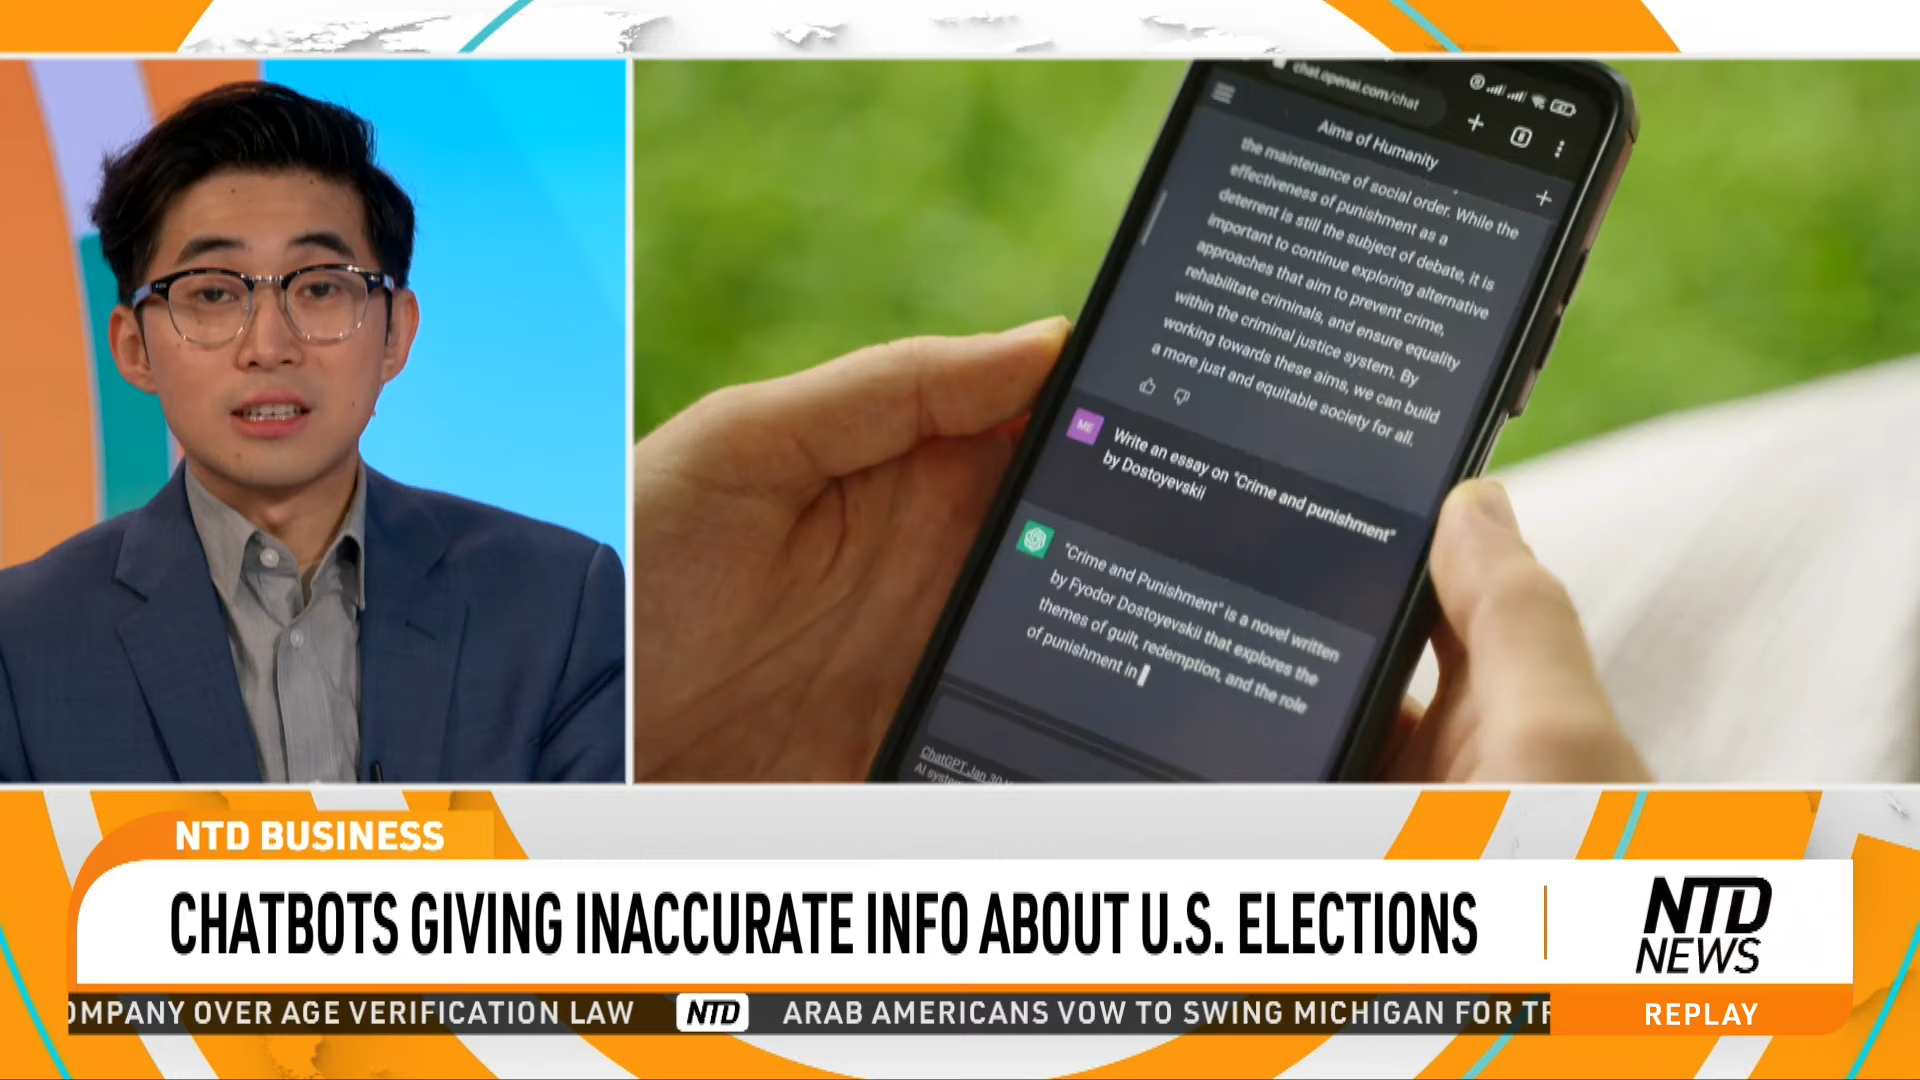 chat.openai.com/chat
Aims of Humanity
the maintenance of social order. While the
effectiveness of punishment as a
deterrent is still the subject of debate, it is
important to continue exploring alternative
approaches that aim to prevent crime,
rehabilitate criminals, and ensure equality
within the criminal justice system. By
working towards these aims, we can build
a more just and equitable society for all.
ME
Write an essay on "Crime and punishment"
by Dostoyevskii
"Crime and Punishment" is a novel written
by Fyodor Dostoyevskii that explores the
themes of guilt, redemption, and the role
of punishment in
ChatGPT Jan 30
AI system
NTD BUSINESS
CHATBOTS GIVING INACCURATE INFO ABOUT U.S. ELECTIONS
NTD
NEWS
OMPANY OVER AGE VERIFICATION LAW NTD ARAB AMERICANS VOW TO SWING MICHIGAN FOR TR
REPLAY